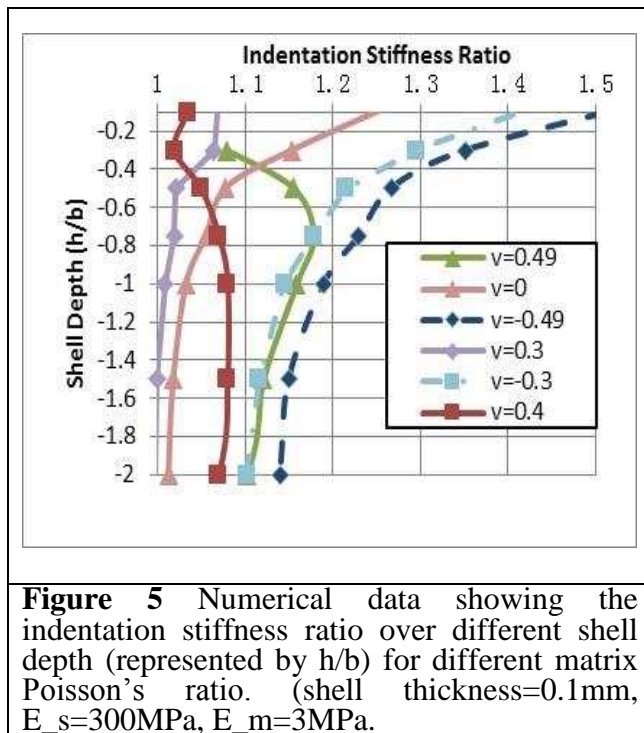 Indentation Stiffness Ratio
1 1.1 1.2 1.3 1.4 1.5
Shell Depth (h/b)
-0.2
-0.4
-0.6
-0.8
-1
-1.2
-1.4
-1.6
-1.8
-2
v=0.49
v=0
v=-0.49
v=0.3
v=-0.3
v=0.4
Figure 5 Numerical data showing the
indentation stiffness ratio over different shell
depth (represented by h/b) for different matrix
Poisson's ratio. (shell thickness=0.1mm,
E_s=300MPa, E_m=3MPa.